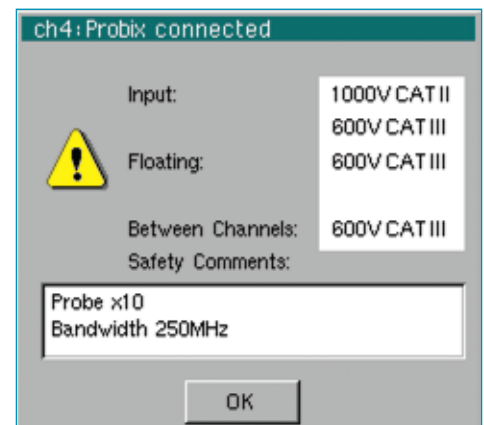 ch4:Probix connected
Input: 1000V CAT II
600V CAT III
Floating: 600V CAT III
Between Channels: 600V CAT III
Safety Comments:
Probe x10
Bandwidth 250MHz
OK